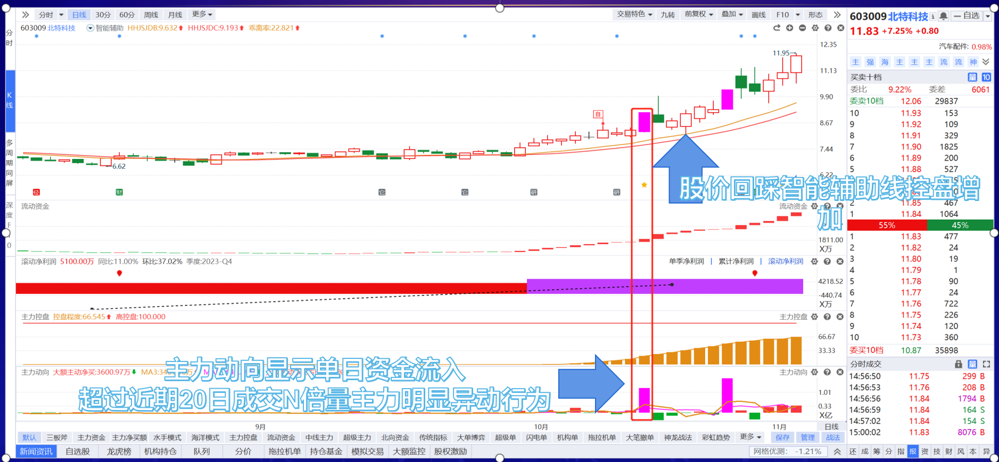 分时 日线 30分 60分 周线 月线 更多 交易特色 九转 前复权 叠加 画线 F10 形态
603009 北特科技 智能辅助 HHJSJDB:9.632 HHJSJDC:9.193 乖离率:22.821
分时
K线
多周期同屏
深度F10
12.35
11.95
11.13
9.90
自
8.67
7.44
6.62
6.22
股价回踩智能辅助线控盘增加
经 财 它 它 研 研
流动资金 流动资金
1811.00
X万
滚动净利润 5100.00万 同比:11.00% 环比:37.02% 季度:2023-Q4 单季净利润 | 累计净利润 | 滚动净利润
4218.52
-440.74
X万
主力控盘 控盘程度:66.545 高控盘:100.000 主力控盘
66.67
33.33
主力动向 大额主动净买:3600.97万 主力动向
主力动向显示单日资金流入
超过近期20日成交N倍量主力明显异动行为
1.01
0.33
X亿
9月 10月 11月 日线
默认 三板斧 主力资金 主力净买额 水手模式 海洋模式 主力控盘 流动资金 中线主力 超级主力 北向资金 传统指标 大单博弈 超级单 闪电单 机构单 拖拉机单 大笔撤单 神龙战法 彩虹趋势 更多 保存 管理 战法
新闻资讯 自选股 龙虎榜 机构持仓 队列 分价 拖拉机单 持仓基金 模拟交易 大额监控 股权激励 网格优测: -1.21%
603009 北特科技 自选
11.83 +7.25% +0.80
汽车配件: 0.98%
主 强 海 主 主 主 流 流 神
买卖十档 量 10
委比 9.22% 委差 6061
委卖10档 12.06 29837
10 11.93 153
9 11.92 109
8 11.91 329
7 11.90 1825
6 11.89 200
5 11.88 527
2 11.85 467
1 11.84 1064
55% 45%
1 11.83 477
2 11.82 24
3 11.80 19
4 11.79 1
5 11.78 90
6 11.77 24
7 11.76 722
8 11.75 226
9 11.74 120
10 11.73 360
委买10档 10.87 35898
分时成交 量
14:56:50 11.75 299 B
14:56:53 11.76 208 B
14:56:56 11.84 1794 B
14:56:59 11.84 164 S
14:57:02 11.84 154 S
15:00:02 11.83 8076 B
还 成 筹 分 指 报 资 技 财 风 本 异